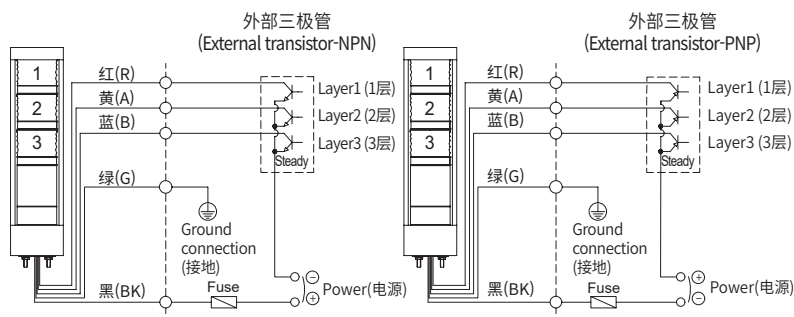 外部三极管
(External transistor-NPN)
1
2
3
红(R)
黄(A)
蓝(B)
绿(G)
黑(BK)
Layer1 (1层)
Layer2 (2层)
Layer3 (3层)
Steady
Ground
connection
(接地)
Fuse
−
+
Power(电源)
外部三极管
(External transistor-PNP)
1
2
3
红(R)
黄(A)
蓝(B)
绿(G)
黑(BK)
Layer1 (1层)
Layer2 (2层)
Layer3 (3层)
Steady
Ground
connection
(接地)
Fuse
+
−
Power(电源)